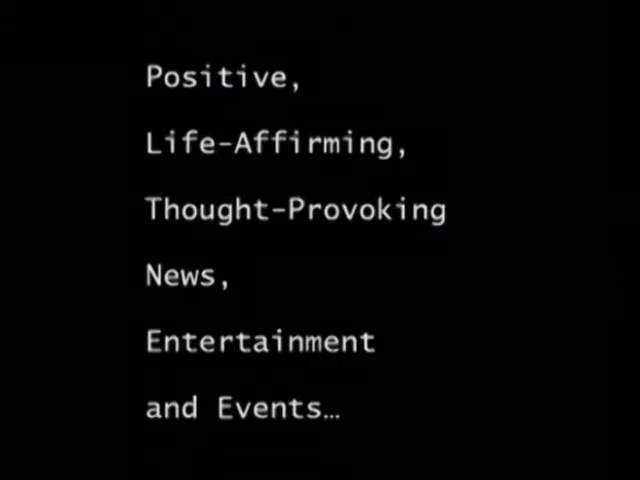 Positive,
Life-Affirming,
Thought-Provoking
News,
Entertainment
and Events…